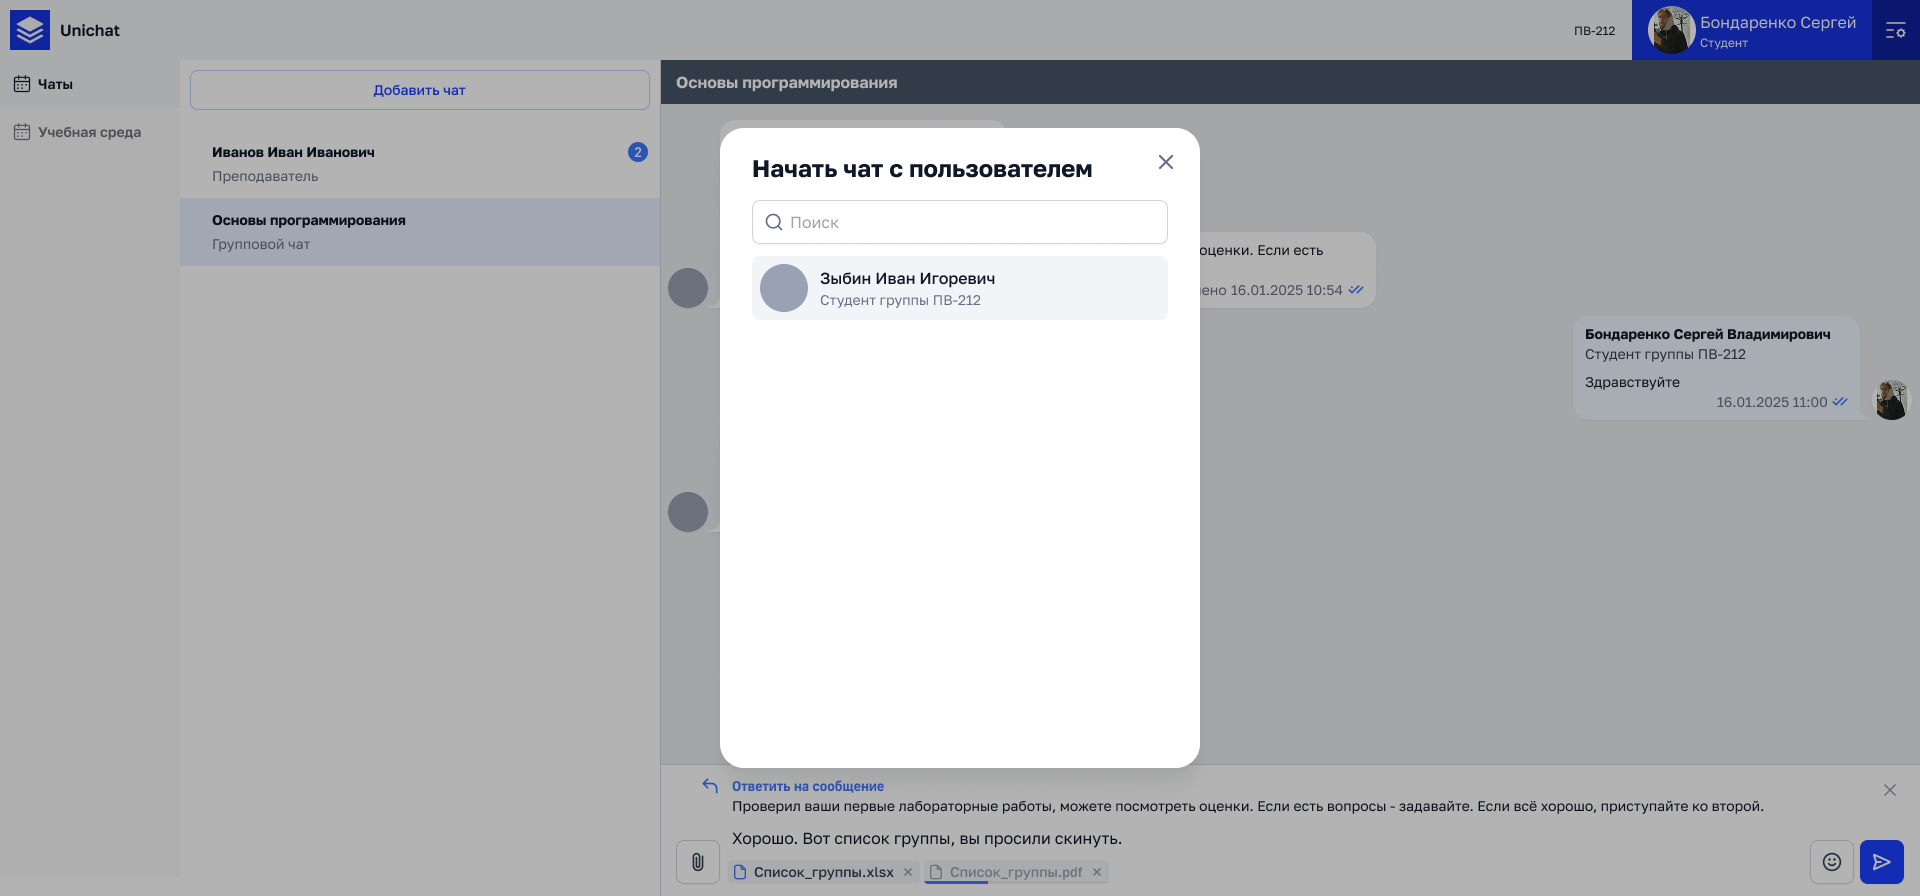 Unichat
ПВ-212
Бондаренко Сергей
Студент
Чаты
Учебная среда
Добавить чат
Иванов Иван Иванович
2
Преподаватель
Основы программирования
Групповой чат
Основы программирования
Начать чат с пользователем
Поиск
Зыбин Иван Игоревич
Студент группы ПВ-212
оценки. Если есть
16.01.2025 10:54
Бондаренко Сергей Владимирович
Студент группы ПВ-212
Здравствуйте
16.01.2025 11:00
Ответить на сообщение
Проверил ваши первые лабораторные работы, можете посмотреть оценки. Если есть вопросы - задавайте. Если всё хорошо, приступайте ко второй.
Хорошо. Вот список группы, вы просили скинуть.
Список_группы.xlsx
Список_группы.pdf